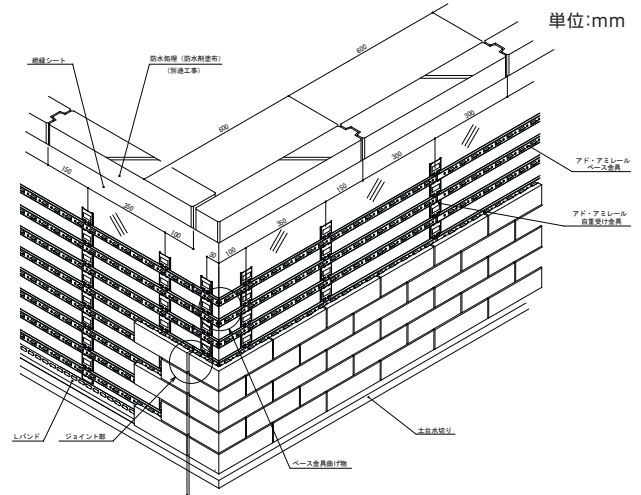 単位:mm
600
絶縁シート
防水処理（防水剤塗布）
（別途工事）
600
300
アド・アミレール
ベース金具
300
150
150
350
350
アド・アミレール
自重受け金具
100
50
100
Lバンド
ジョイント部
ベース金具曲げ物
土台水切り